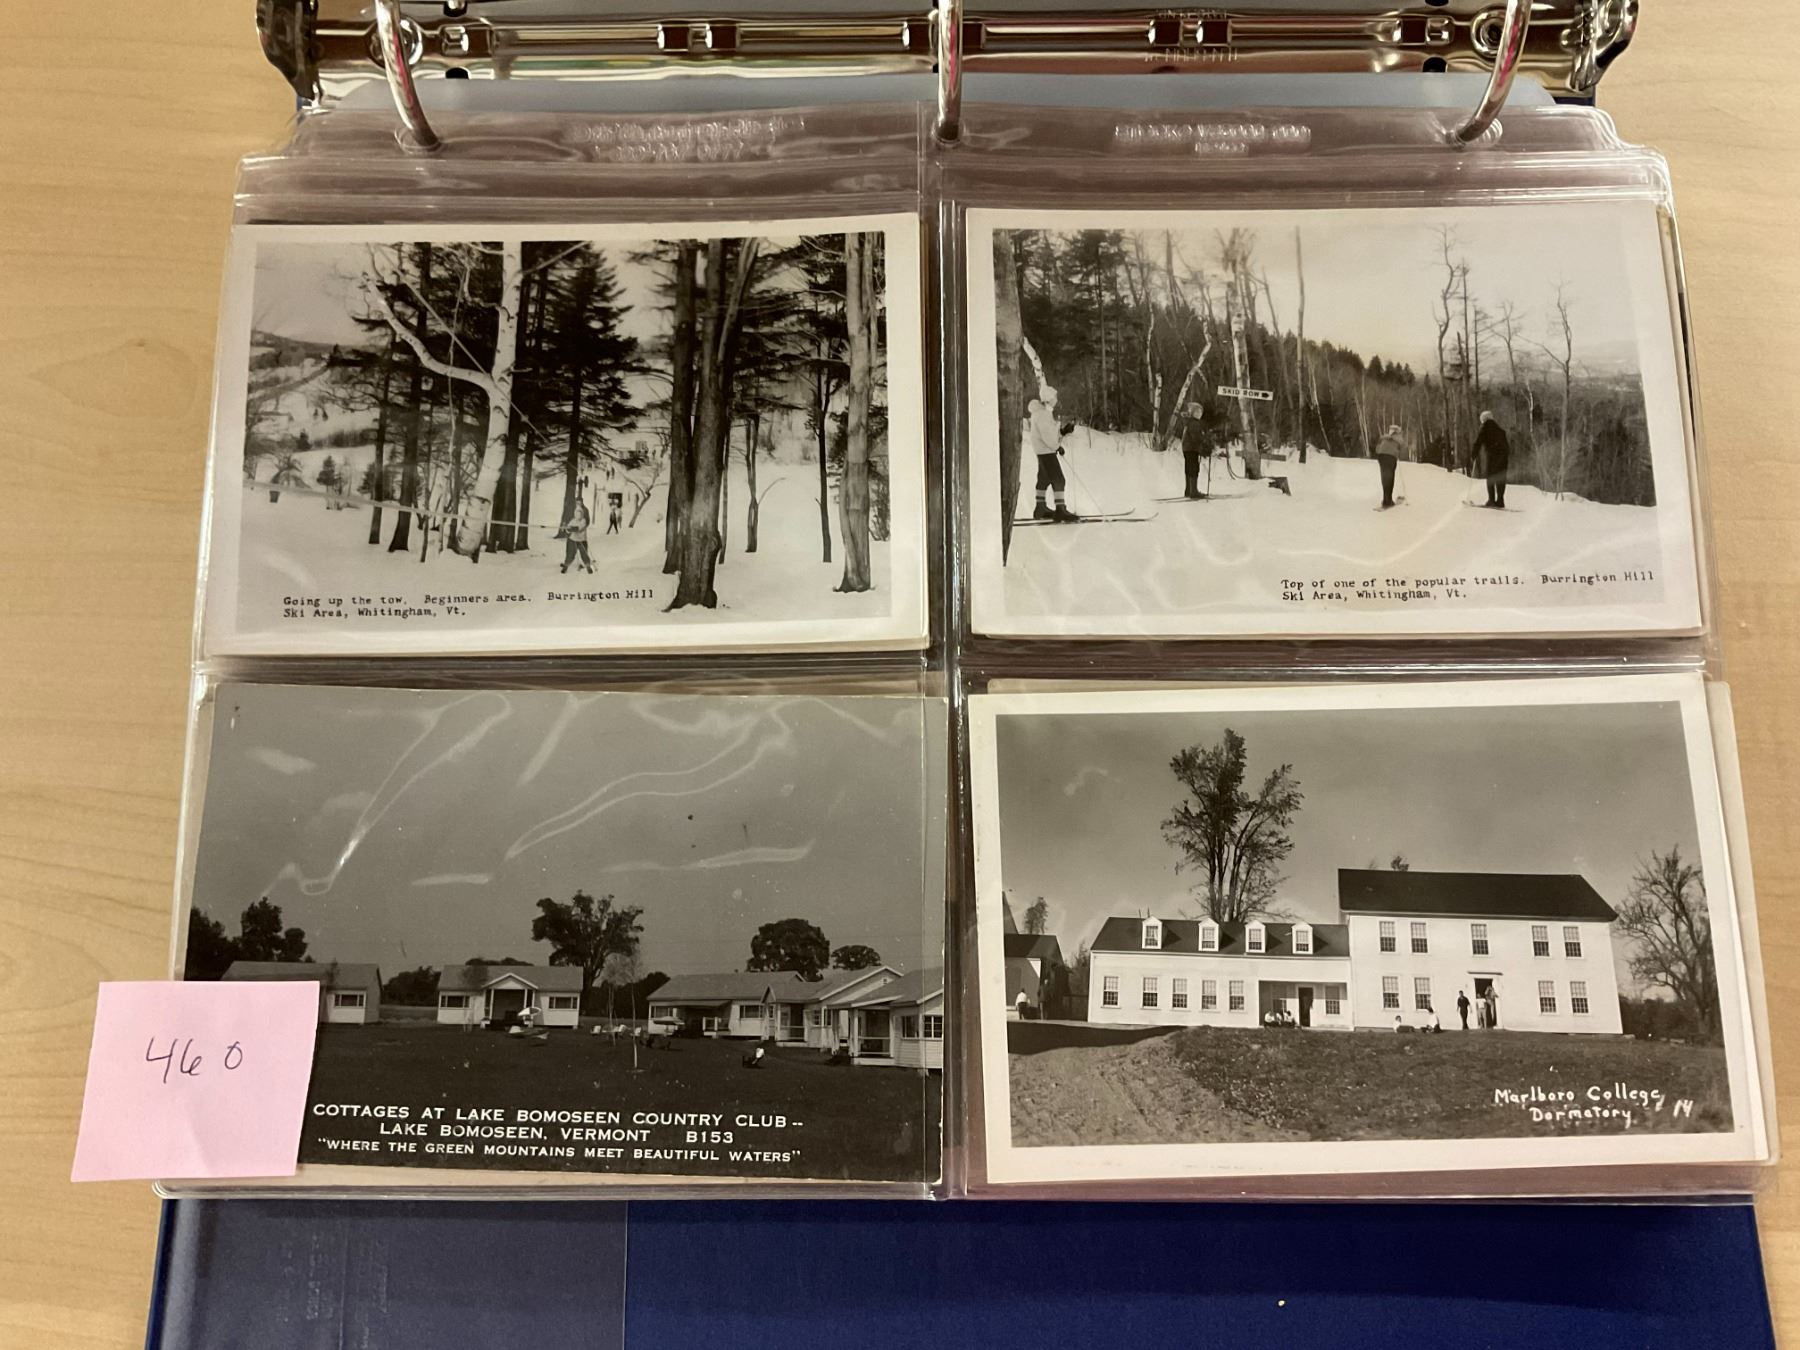 Going up the tow. Beginners area. Burrington Hill
Ski Area, Whitingham, Vt.
SKID ROW
Top of one of the popular trails. Burrington Hill
Ski Area, Whitingham, Vt.
460
COTTAGES AT LAKE BOMOSEEN COUNTRY CLUB --
LAKE BOMOSEEN, VERMONT B153
"WHERE THE GREEN MOUNTAINS MEET BEAUTIFUL WATERS"
Marlboro College
Dormatory 14